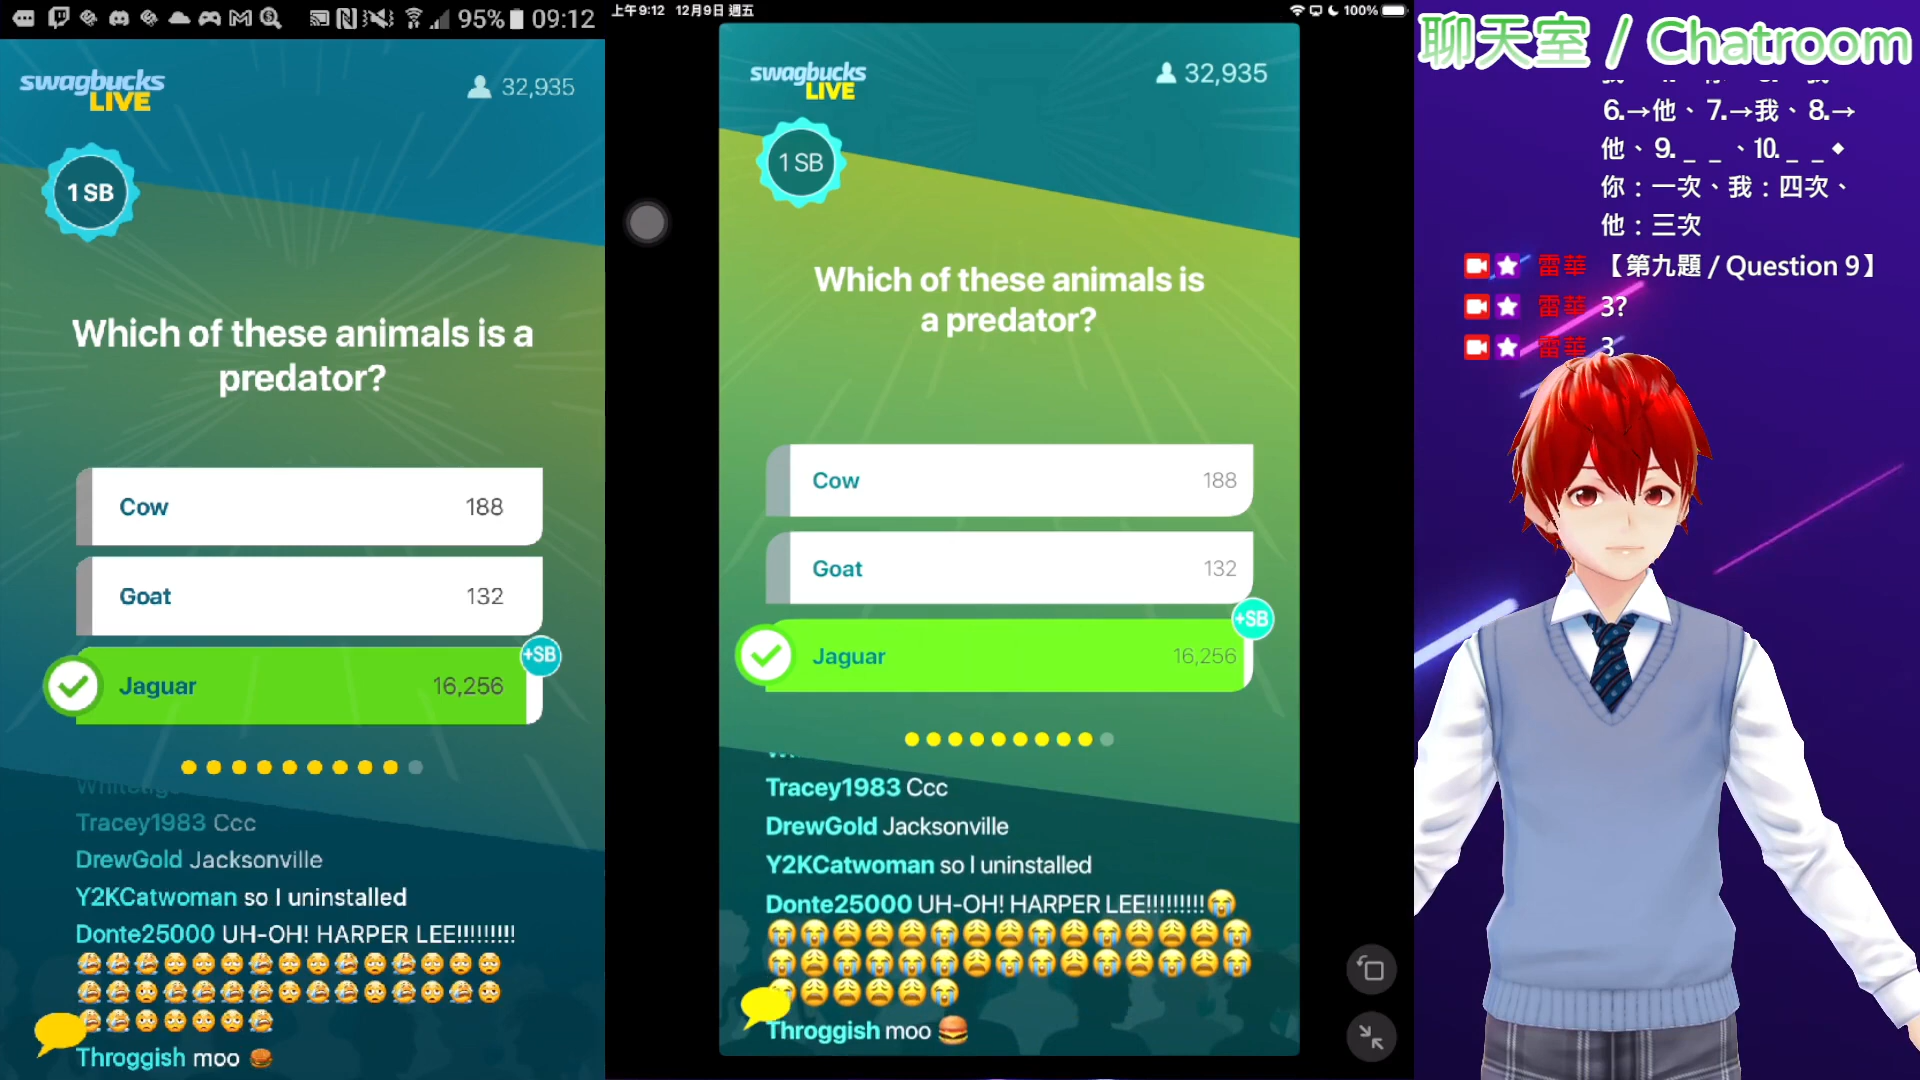 95% 09:12
swagbucks
LIVE
32,935
1 SB
Which of these animals is a
predator?
Cow 188
Goat 132
+SB
Jaguar 16,256
Tracey1983 Ccc
DrewGold Jacksonville
Y2KCatwoman so I uninstalled
Donte25000 UH-OH! HARPER LEE!!!!!!!!!
😭😭😭😩😩😩😭😩😩😭😩😭😩😩😩
Throggish moo 🍔
上午9:12 12月9日 週五
100%
swagbucks
LIVE
32,935
1 SB
Which of these animals is
a predator?
Cow 188
Goat 132
+SB
Jaguar 16,256
Tracey1983 Ccc
DrewGold Jacksonville
Y2KCatwoman so I uninstalled
Donte25000 UH-OH! HARPER LEE!!!!!!!!!😭
Throggish moo 🍔
聊天室 / Chatroom
6.→他、7.→我、8.→
他、9. _ _ 、10. _ _ ◆
你：一次、我：四次、
他：三次
雷華 【第九題 / Question 9】
雷華 3?
雷華 3